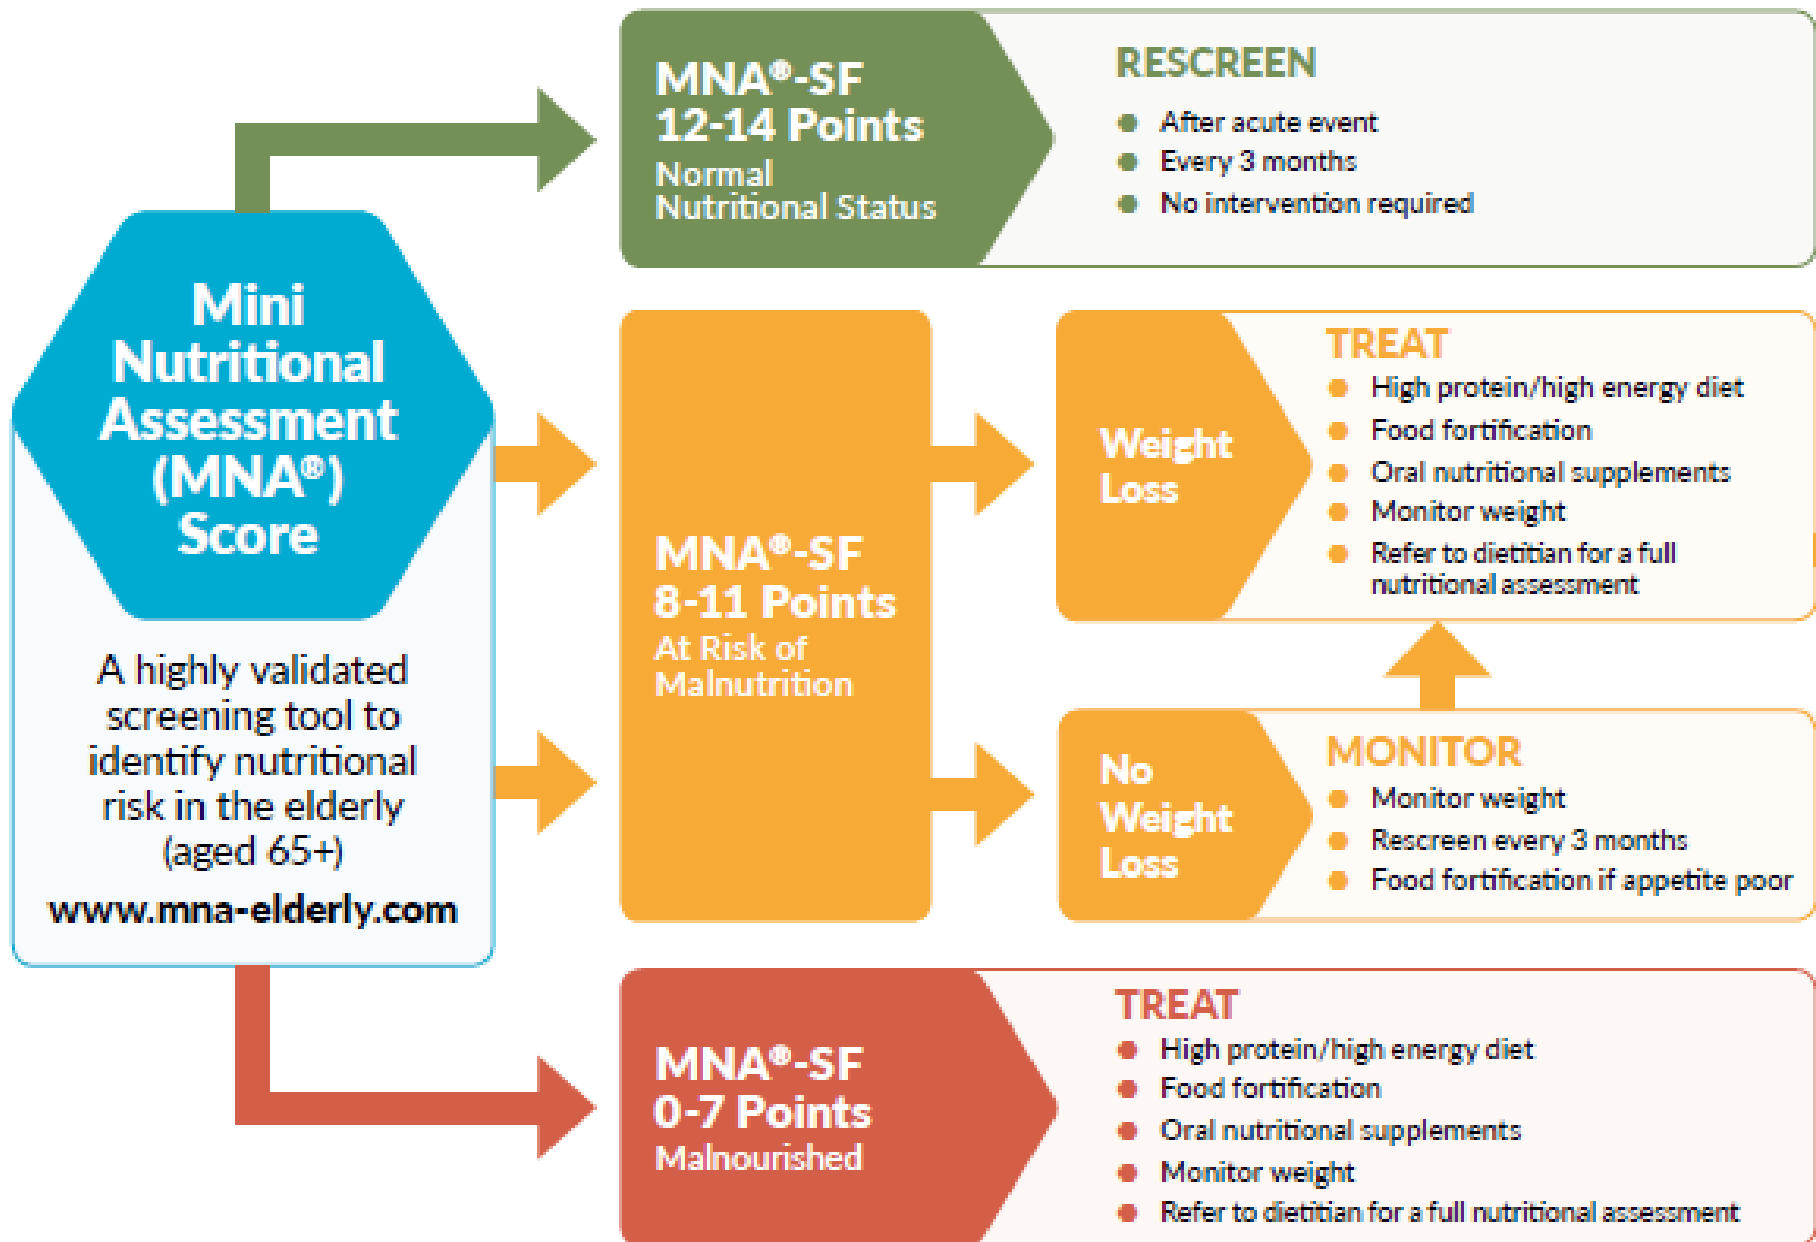 Mini
Nutritional
Assessment
(MNA®)
Score
A highly validated
screening tool to
identify nutritional
risk in the elderly
(aged 65+)
www.mna-elderly.com
MNA®-SF
12-14 Points
Normal
Nutritional Status
RESCREEN
After acute event
Every 3 months
No intervention required
MNA®-SF
8-11 Points
At Risk of
Malnutrition
Weight
Loss
TREAT
High protein/high energy diet
Food fortification
Oral nutritional supplements
Monitor weight
Refer to dietitian for a full
nutritional assessment
No
Weight
Loss
MONITOR
Monitor weight
Rescreen every 3 months
Food fortification if appetite poor
MNA®-SF
0-7 Points
Malnourished
TREAT
High protein/high energy diet
Food fortification
Oral nutritional supplements
Monitor weight
Refer to dietitian for a full nutritional assessment